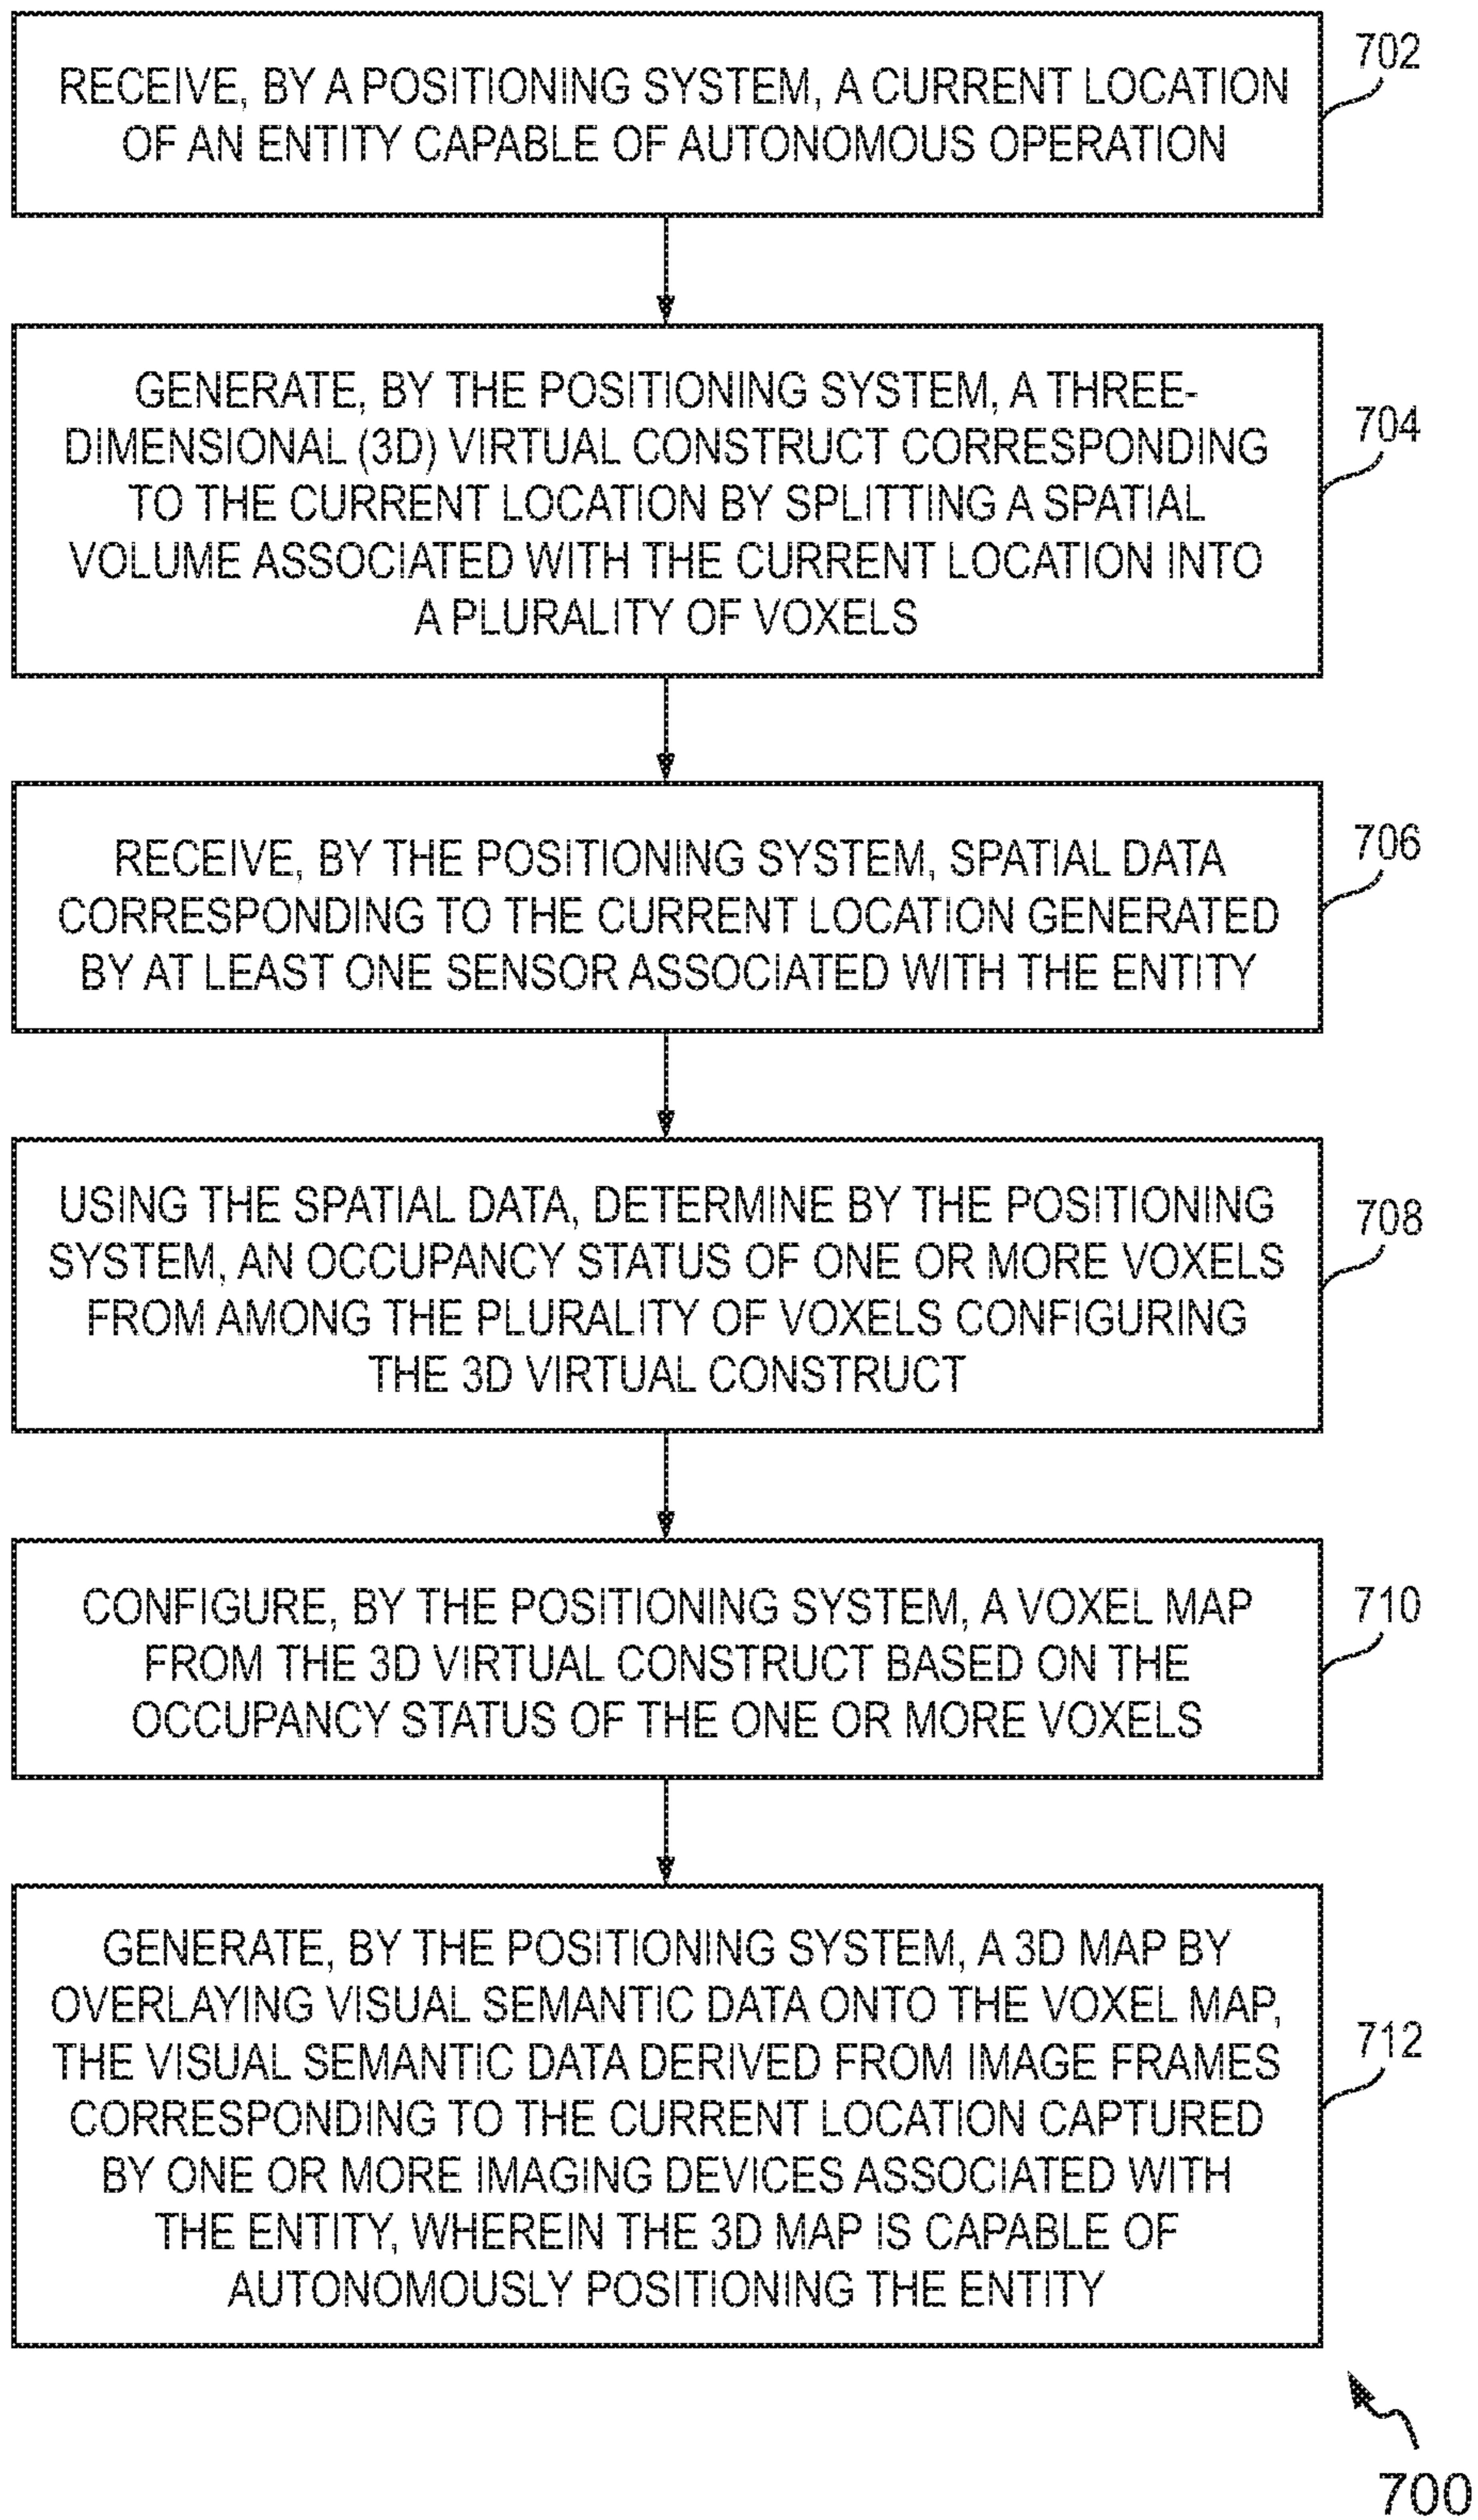 RECEIVE, BY A POSITIONING SYSTEM, A CURRENT LOCATION
OF AN ENTITY CAPABLE OF AUTONOMOUS OPERATION
702
GENERATE, BY THE POSITIONING SYSTEM, A THREE-
DIMENSIONAL (3D) VIRTUAL CONSTRUCT CORRESPONDING
TO THE CURRENT LOCATION BY SPLITTING A SPATIAL
VOLUME ASSOCIATED WITH THE CURRENT LOCATION INTO
A PLURALITY OF VOXELS
704
RECEIVE, BY THE POSITIONING SYSTEM, SPATIAL DATA
CORRESPONDING TO THE CURRENT LOCATION GENERATED
BY AT LEAST ONE SENSOR ASSOCIATED WITH THE ENTITY
706
USING THE SPATIAL DATA, DETERMINE BY THE POSITIONING
SYSTEM, AN OCCUPANCY STATUS OF ONE OR MORE VOXELS
FROM AMONG THE PLURALITY OF VOXELS CONFIGURING
THE 3D VIRTUAL CONSTRUCT
708
CONFIGURE, BY THE POSITIONING SYSTEM, A VOXEL MAP
FROM THE 3D VIRTUAL CONSTRUCT BASED ON THE
OCCUPANCY STATUS OF THE ONE OR MORE VOXELS
710
GENERATE, BY THE POSITIONING SYSTEM, A 3D MAP BY
OVERLAYING VISUAL SEMANTIC DATA ONTO THE VOXEL MAP,
THE VISUAL SEMANTIC DATA DERIVED FROM IMAGE FRAMES
CORRESPONDING TO THE CURRENT LOCATION CAPTURED
BY ONE OR MORE IMAGING DEVICES ASSOCIATED WITH
THE ENTITY, WHEREIN THE 3D MAP IS CAPABLE OF
AUTONOMOUSLY POSITIONING THE ENTITY
712
700